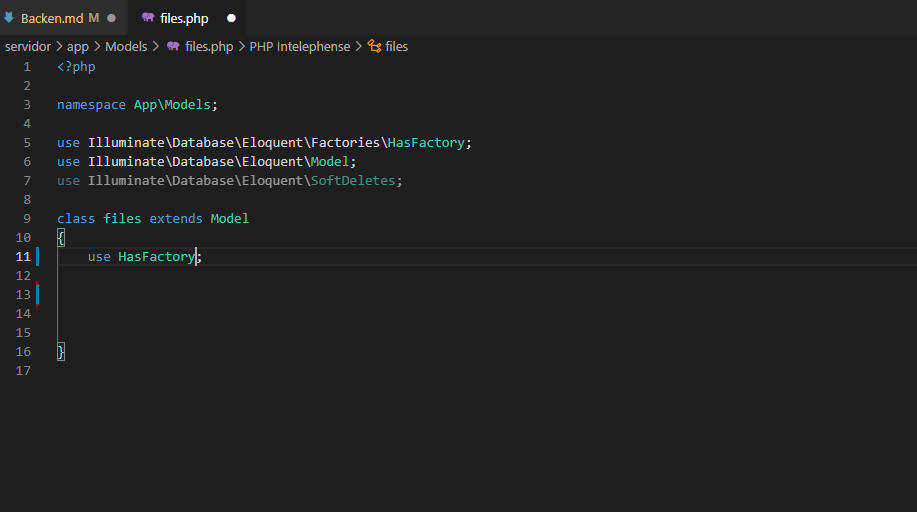 Backen.md M
files.php
servidor > app > Models > files.php > PHP Intelephense > files
1 <?php
2
3 namespace App\Models;
4
5 use Illuminate\Database\Eloquent\Factories\HasFactory;
6 use Illuminate\Database\Eloquent\Model;
7 use Illuminate\Database\Eloquent\SoftDeletes;
8
9 class files extends Model
10 {
11 use HasFactory;
12
13
14
15
16 }
17